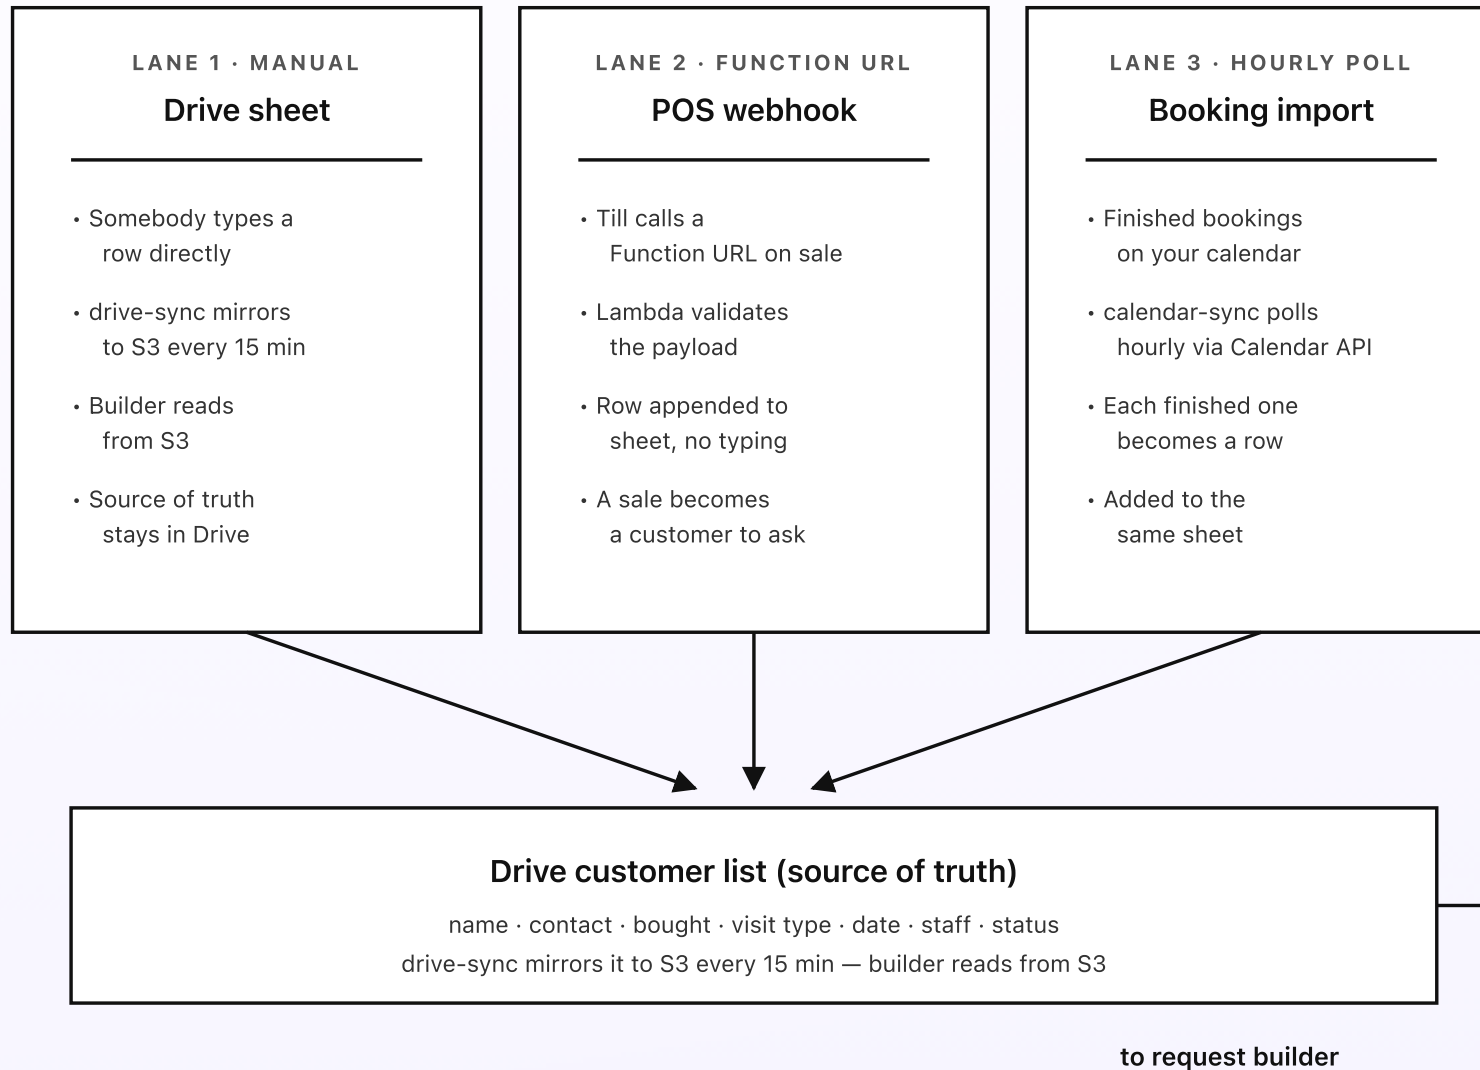 LANE 1 · MANUAL
Drive sheet
• Somebody types a
row directly
• drive-sync mirrors
to S3 every 15 min
• Builder reads
from S3
• Source of truth
stays in Drive
LANE 2 · FUNCTION URL
POS webhook
• Till calls a
Function URL on sale
• Lambda validates
the payload
• Row appended to
sheet, no typing
• A sale becomes
a customer to ask
LANE 3 · HOURLY POLL
Booking import
• Finished bookings
on your calendar
• calendar-sync polls
hourly via Calendar API
• Each finished one
becomes a row
• Added to the
same sheet
Drive customer list (source of truth)
name · contact · bought · visit type · date · staff · status
drive-sync mirrors it to S3 every 15 min — builder reads from S3
to request builder